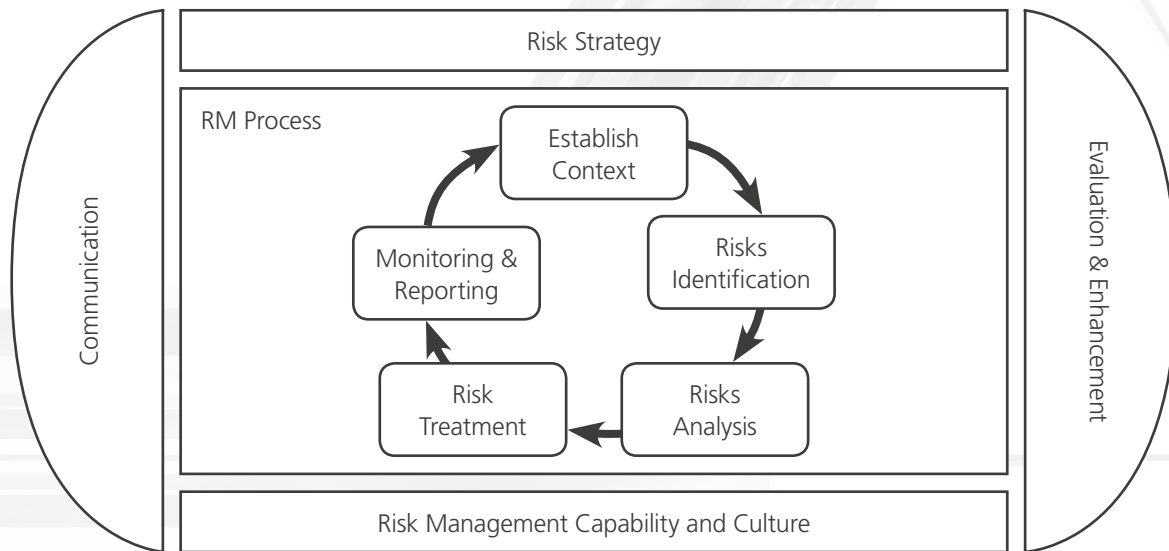 Risk Strategy
Communication
RM Process
Establish
Context
Risks
Identification
Risks
Analysis
Risk
Treatment
Monitoring &
Reporting
Evaluation & Enhancement
Risk Management Capability and Culture